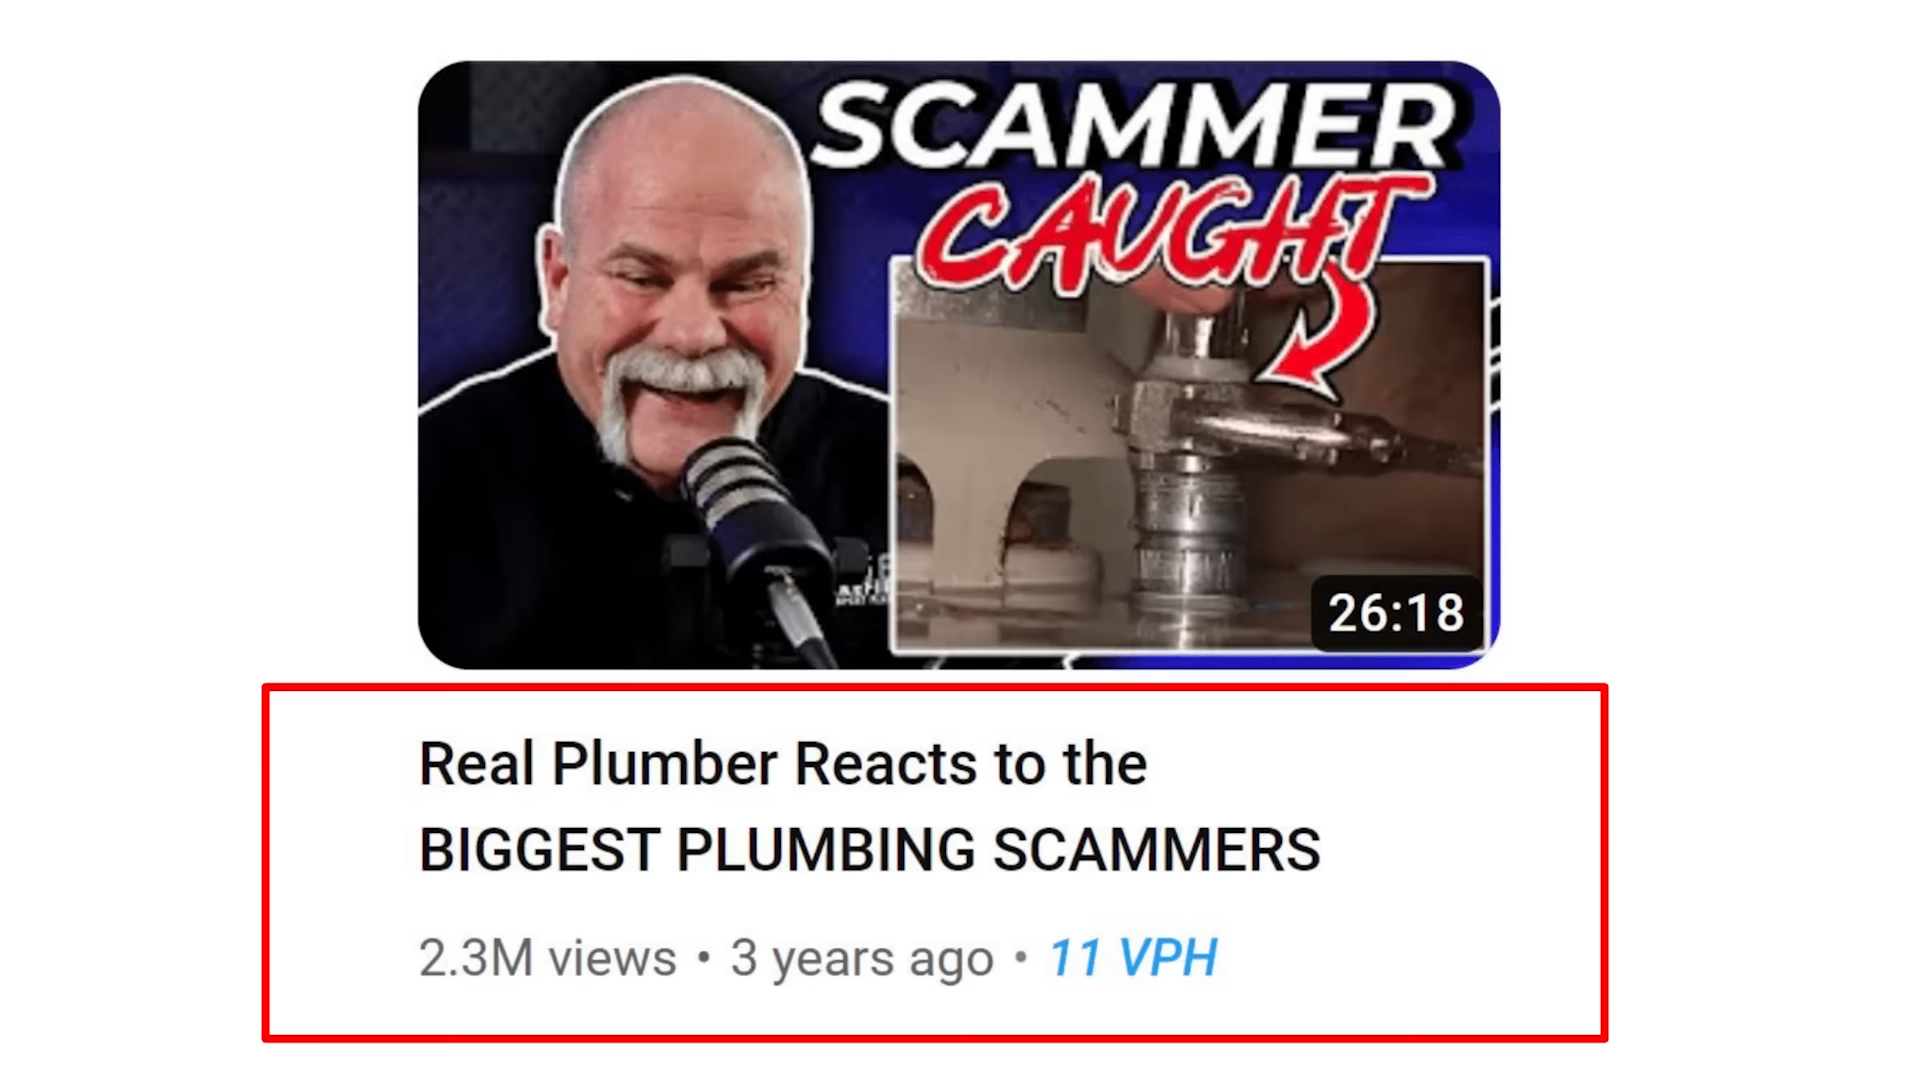 SCAMMER
CAUGHT
26:18
Real Plumber Reacts to the
BIGGEST PLUMBING SCAMMERS
2.3M views • 3 years ago • 11 VPH